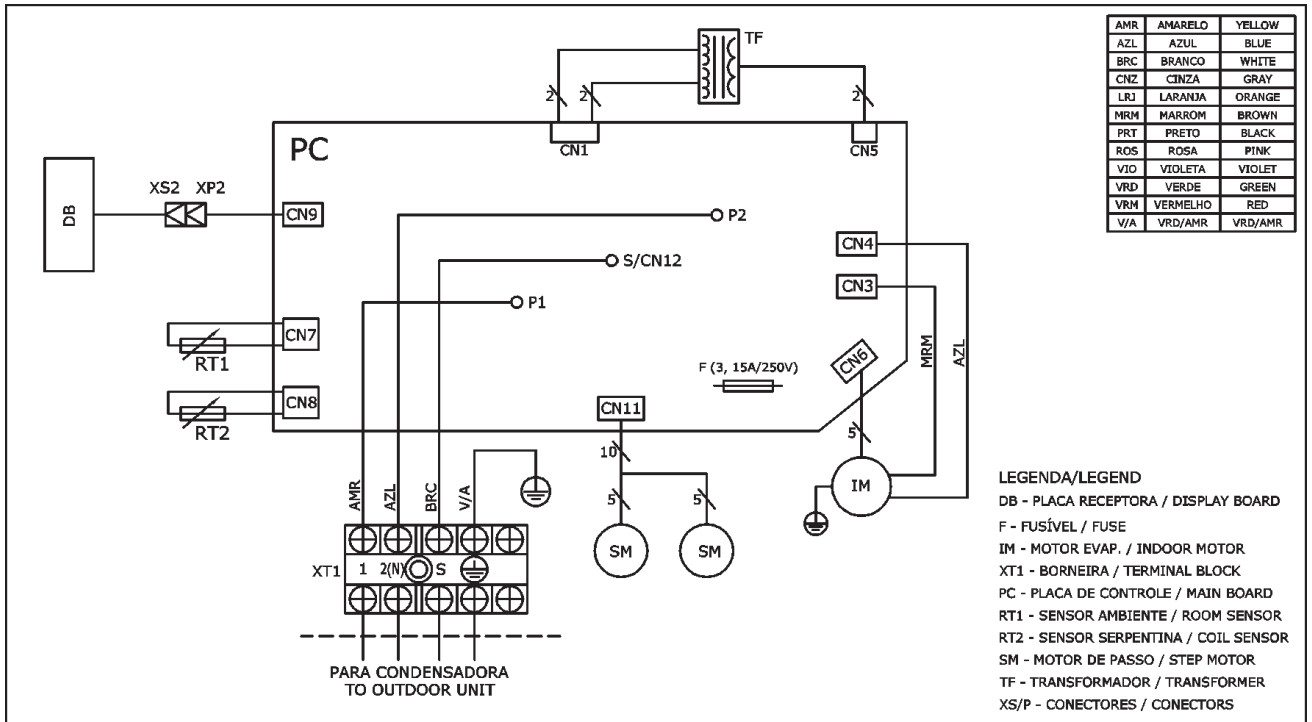 TF
2 2 2
PC
CN1
CN5
AMR AMARELO YELLOW
AZL AZUL BLUE
BRC BRANCO WHITE
CNZ CINZA GRAY
LRJ LARANJA ORANGE
MRM MARROM BROWN
PRT PRETO BLACK
ROS ROSA PINK
VIO VIOLETA VIOLET
VRD VERDE GREEN
VRM VERMELHO RED
V/A VRD/AMR VRD/AMR
DB
XS2 XP2
CN9
P2
S/CN12
P1
CN4
CN3
CN7
RT1
CN8
RT2
F (3, 15A/250V)
CN6
MRM
AZL
CN11
10
5
5
5
SM
SM
IM
AMR
AZL
BRC
V/A
XT1 1 2(N) S
PARA CONDENSADORA
TO OUTDOOR UNIT
LEGENDA/LEGEND
DB - PLACA RECEPTORA / DISPLAY BOARD
F - FUSÍVEL / FUSE
IM - MOTOR EVAP. / INDOOR MOTOR
XT1 - BORNEIRA / TERMINAL BLOCK
PC - PLACA DE CONTROLE / MAIN BOARD
RT1 - SENSOR AMBIENTE / ROOM SENSOR
RT2 - SENSOR SERPENTINA / COIL SENSOR
SM - MOTOR DE PASSO / STEP MOTOR
TF - TRANSFORMADOR / TRANSFORMER
XS/P - CONECTORES / CONECTORS